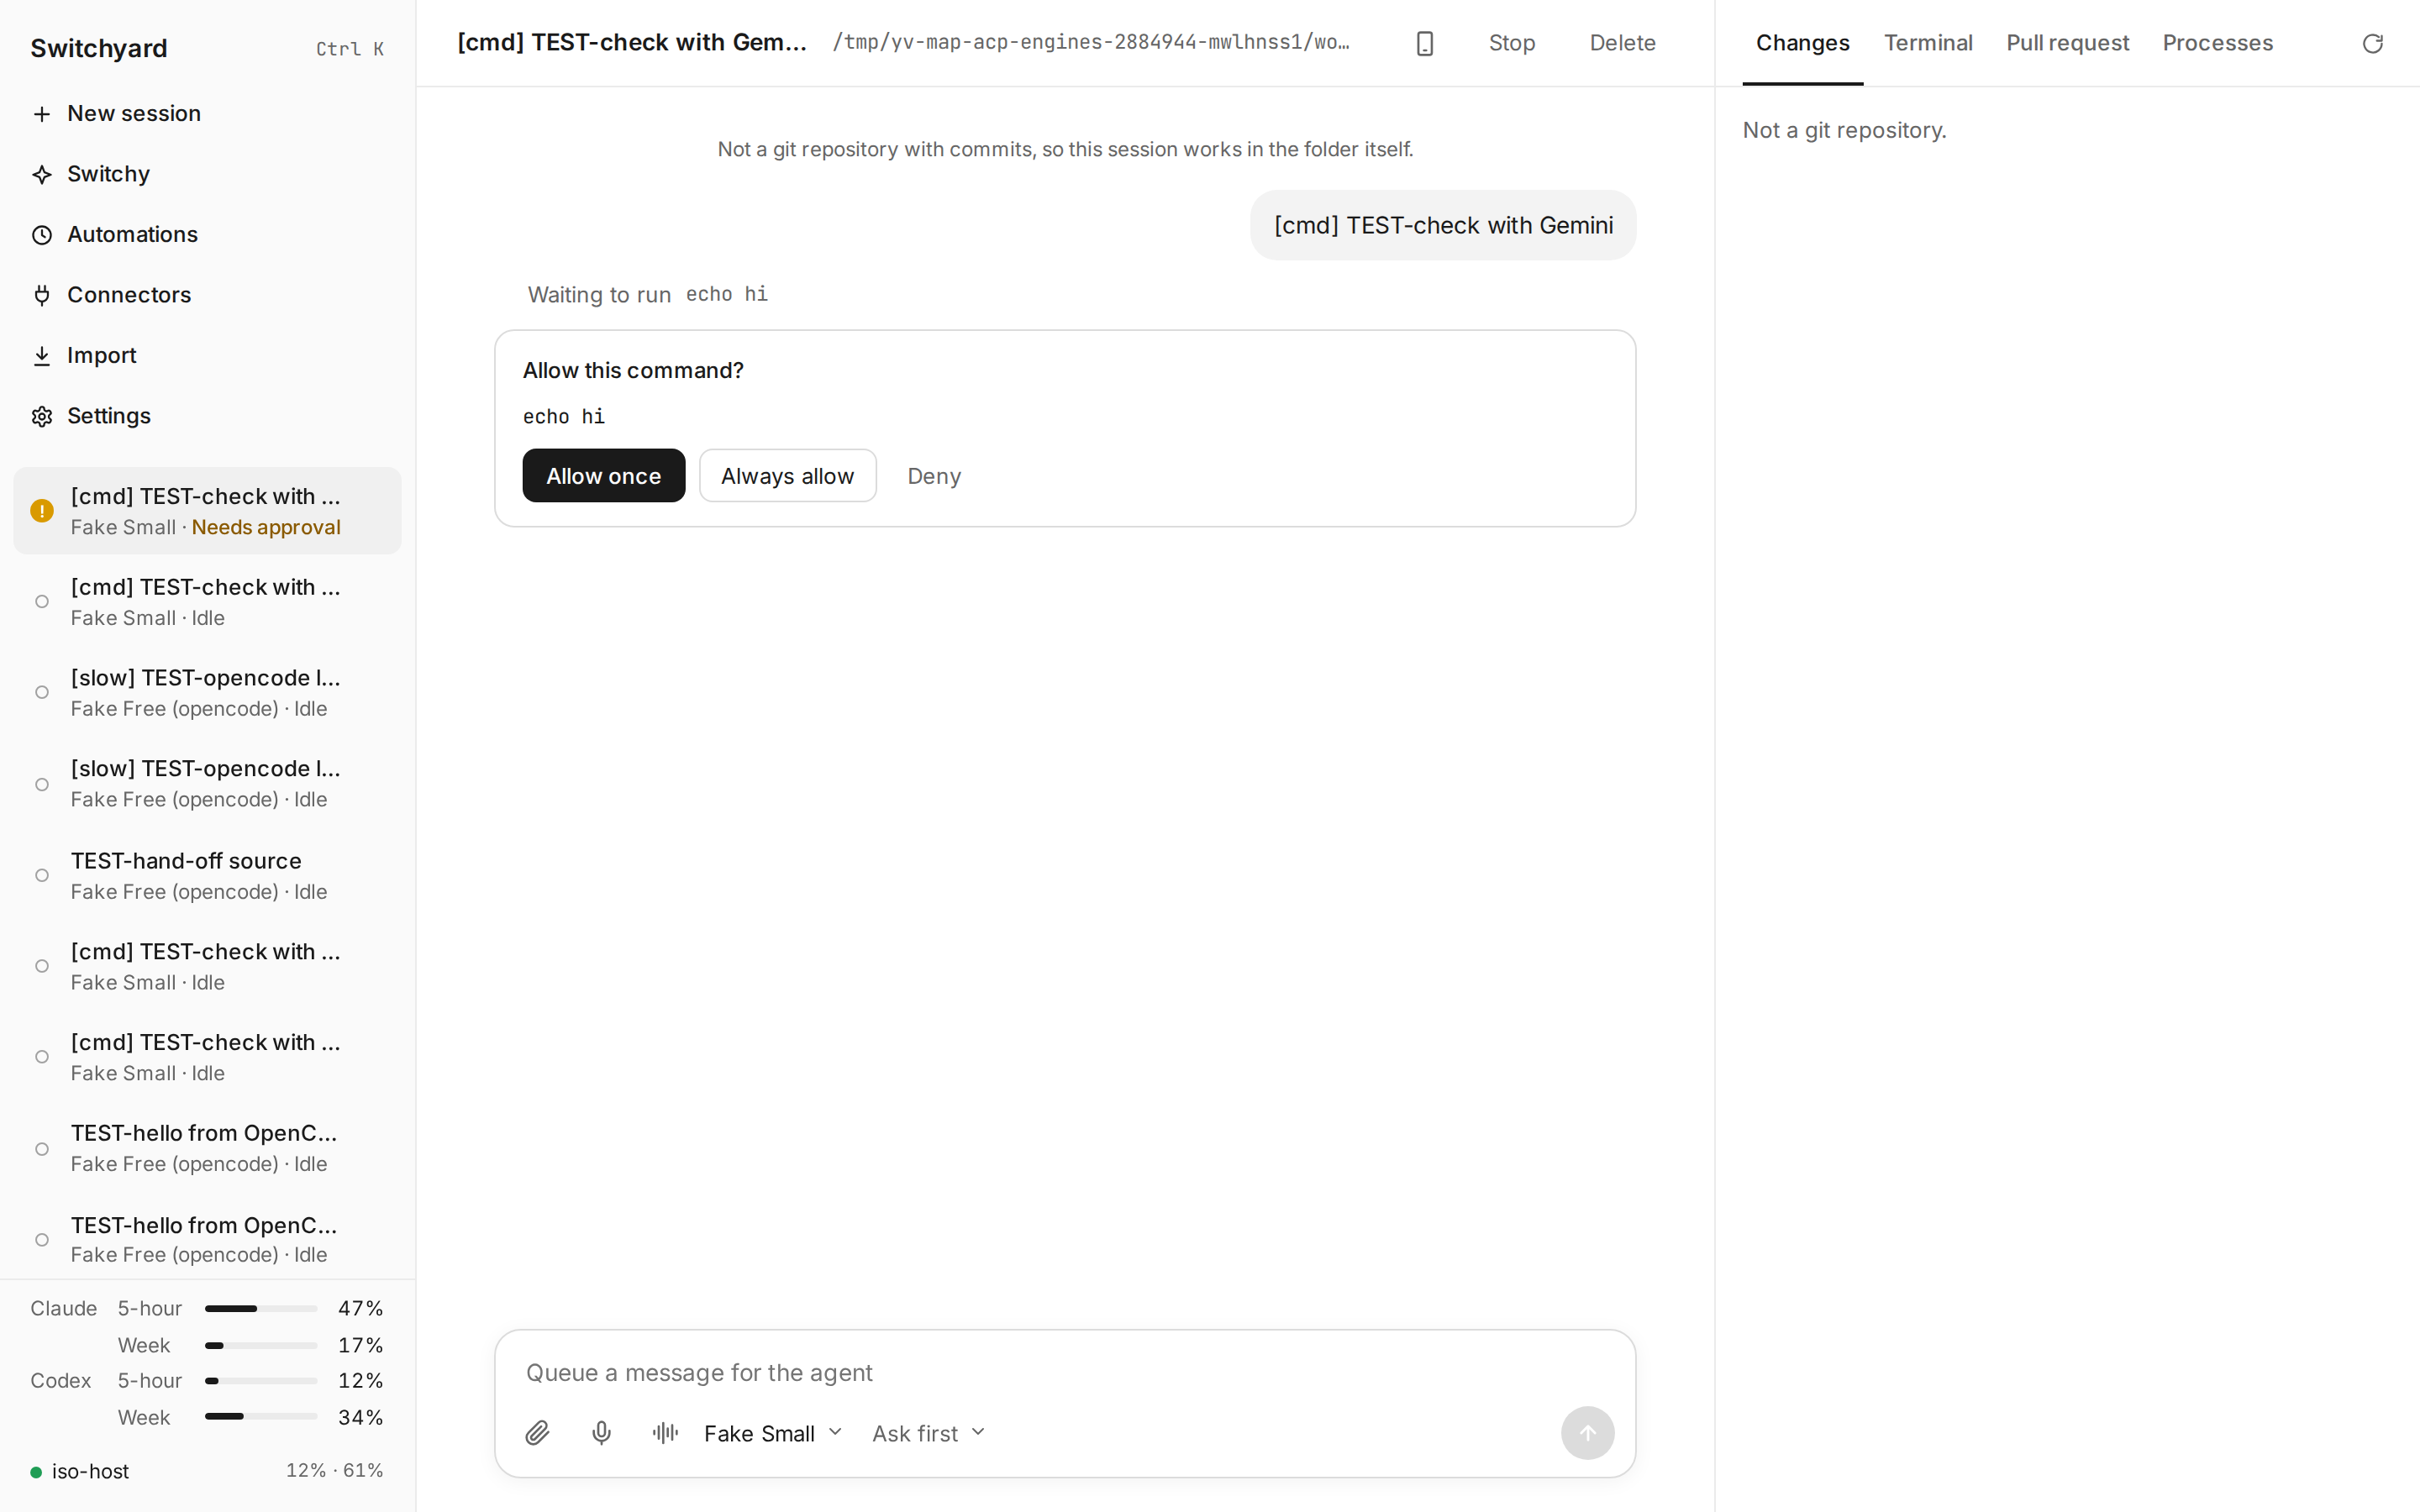 Switchyard
Ctrl K
New session
Switchy
Automations
Connectors
Import
Settings
[cmd] TEST-check with ...
Fake Small · Needs approval
[cmd] TEST-check with ...
Fake Small · Idle
[slow] TEST-opencode l...
Fake Free (opencode) · Idle
[slow] TEST-opencode l...
Fake Free (opencode) · Idle
TEST-hand-off source
Fake Free (opencode) · Idle
[cmd] TEST-check with ...
Fake Small · Idle
[cmd] TEST-check with ...
Fake Small · Idle
TEST-hello from OpenC...
Fake Free (opencode) · Idle
TEST-hello from OpenC...
Fake Free (opencode) · Idle
Claude 5-hour 47%
Week 17%
Codex 5-hour 12%
Week 34%
iso-host 12% · 61%
[cmd] TEST-check with Gem... /tmp/yv-map-acp-engines-2884944-mwlhnss1/wo… Stop Delete
Not a git repository with commits, so this session works in the folder itself.
[cmd] TEST-check with Gemini
Waiting to run echo hi
Allow this command?
echo hi
Allow once Always allow Deny
Queue a message for the agent
Fake Small Ask first
Changes Terminal Pull request Processes
Not a git repository.